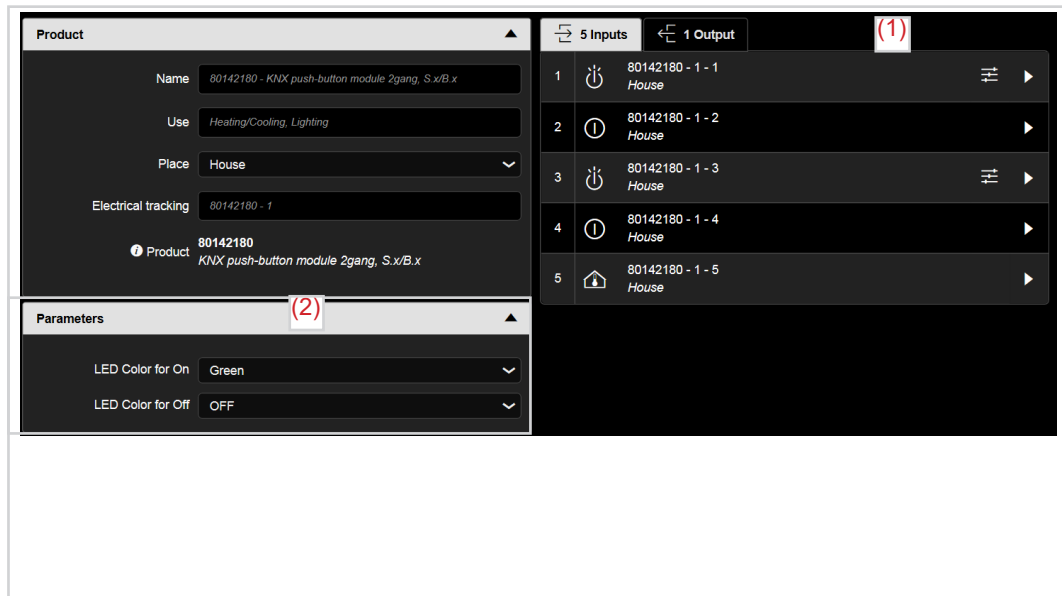 Product
Name
80142180 - KNX push-button module 2gang, S.x/B.x
Use
Heating/Cooling, Lighting
Place
House
Electrical tracking
80142180 - 1
Product
80142180
KNX push-button module 2gang, S.x/B.x
(2)
Parameters
LED Color for On
Green
LED Color for Off
OFF
5 Inputs
1 Output
(1)
1
80142180 - 1 - 1
House
2
80142180 - 1 - 2
House
3
80142180 - 1 - 3
House
4
80142180 - 1 - 4
House
5
80142180 - 1 - 5
House